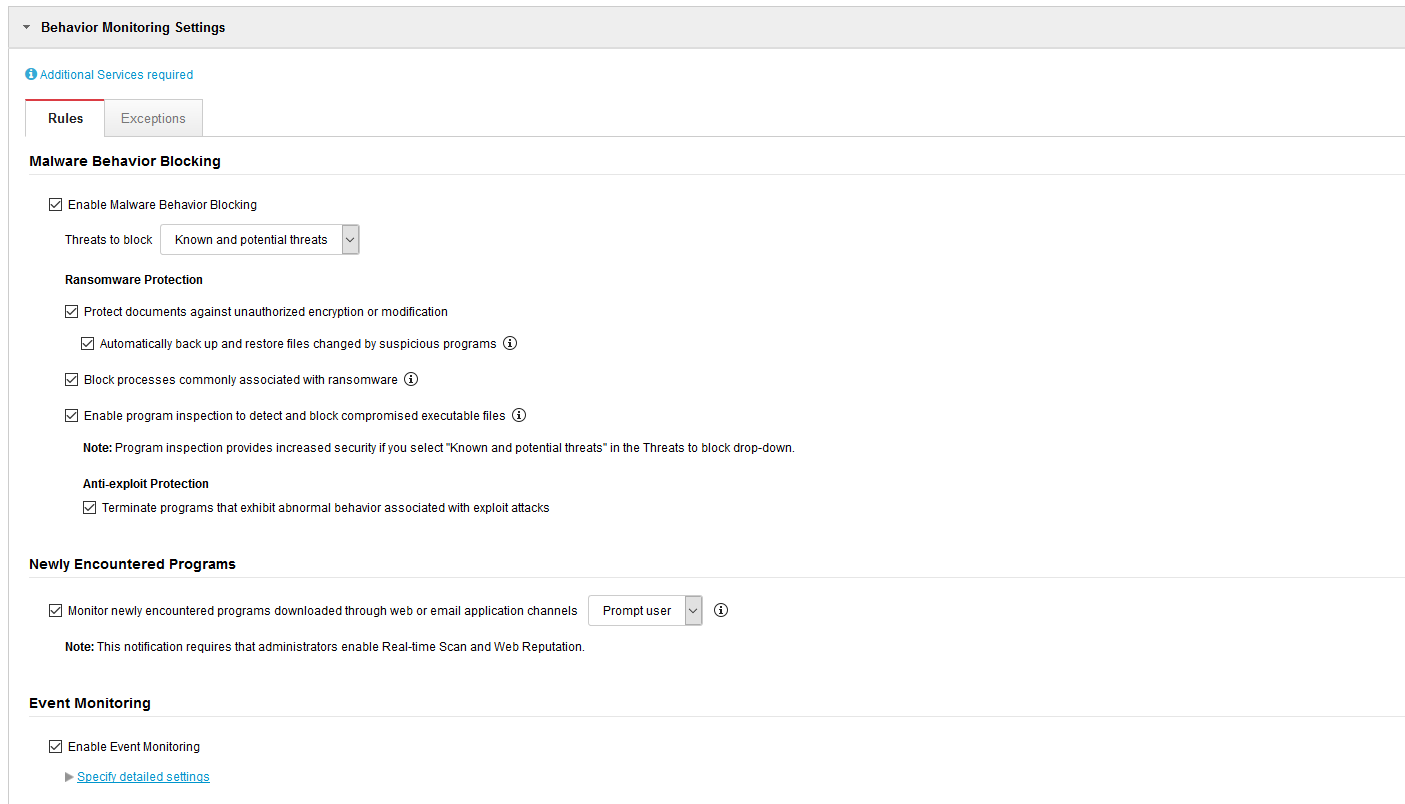 Behavior Monitoring Settings
Additional Services required
Rules Exceptions
Malware Behavior Blocking
Enable Malware Behavior Blocking
Threats to block Known and potential threats
Ransomware Protection
Protect documents against unauthorized encryption or modification
Automatically back up and restore files changed by suspicious programs
Block processes commonly associated with ransomware
Enable program inspection to detect and block compromised executable files
Note: Program inspection provides increased security if you select "Known and potential threats" in the Threats to block drop-down.
Anti-exploit Protection
Terminate programs that exhibit abnormal behavior associated with exploit attacks
Newly Encountered Programs
Monitor newly encountered programs downloaded through web or email application channels Prompt user
Note: This notification requires that administrators enable Real-time Scan and Web Reputation.
Event Monitoring
Enable Event Monitoring
Specify detailed settings